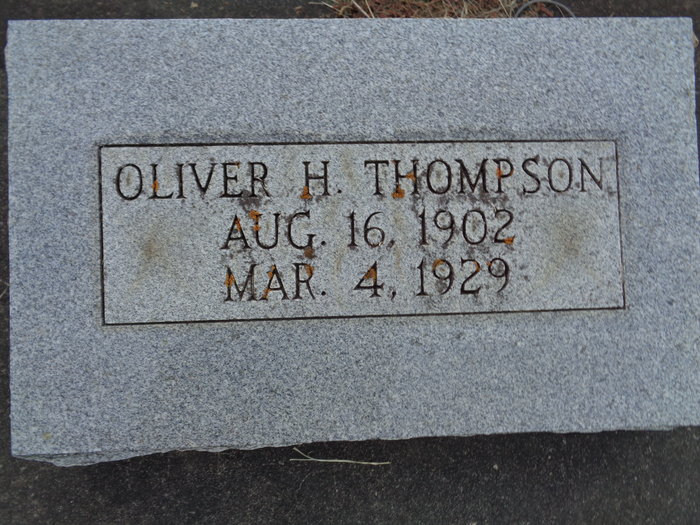 OLIVER H. THOMPSON
AUG. 16, 1902
MAR. 4, 1929